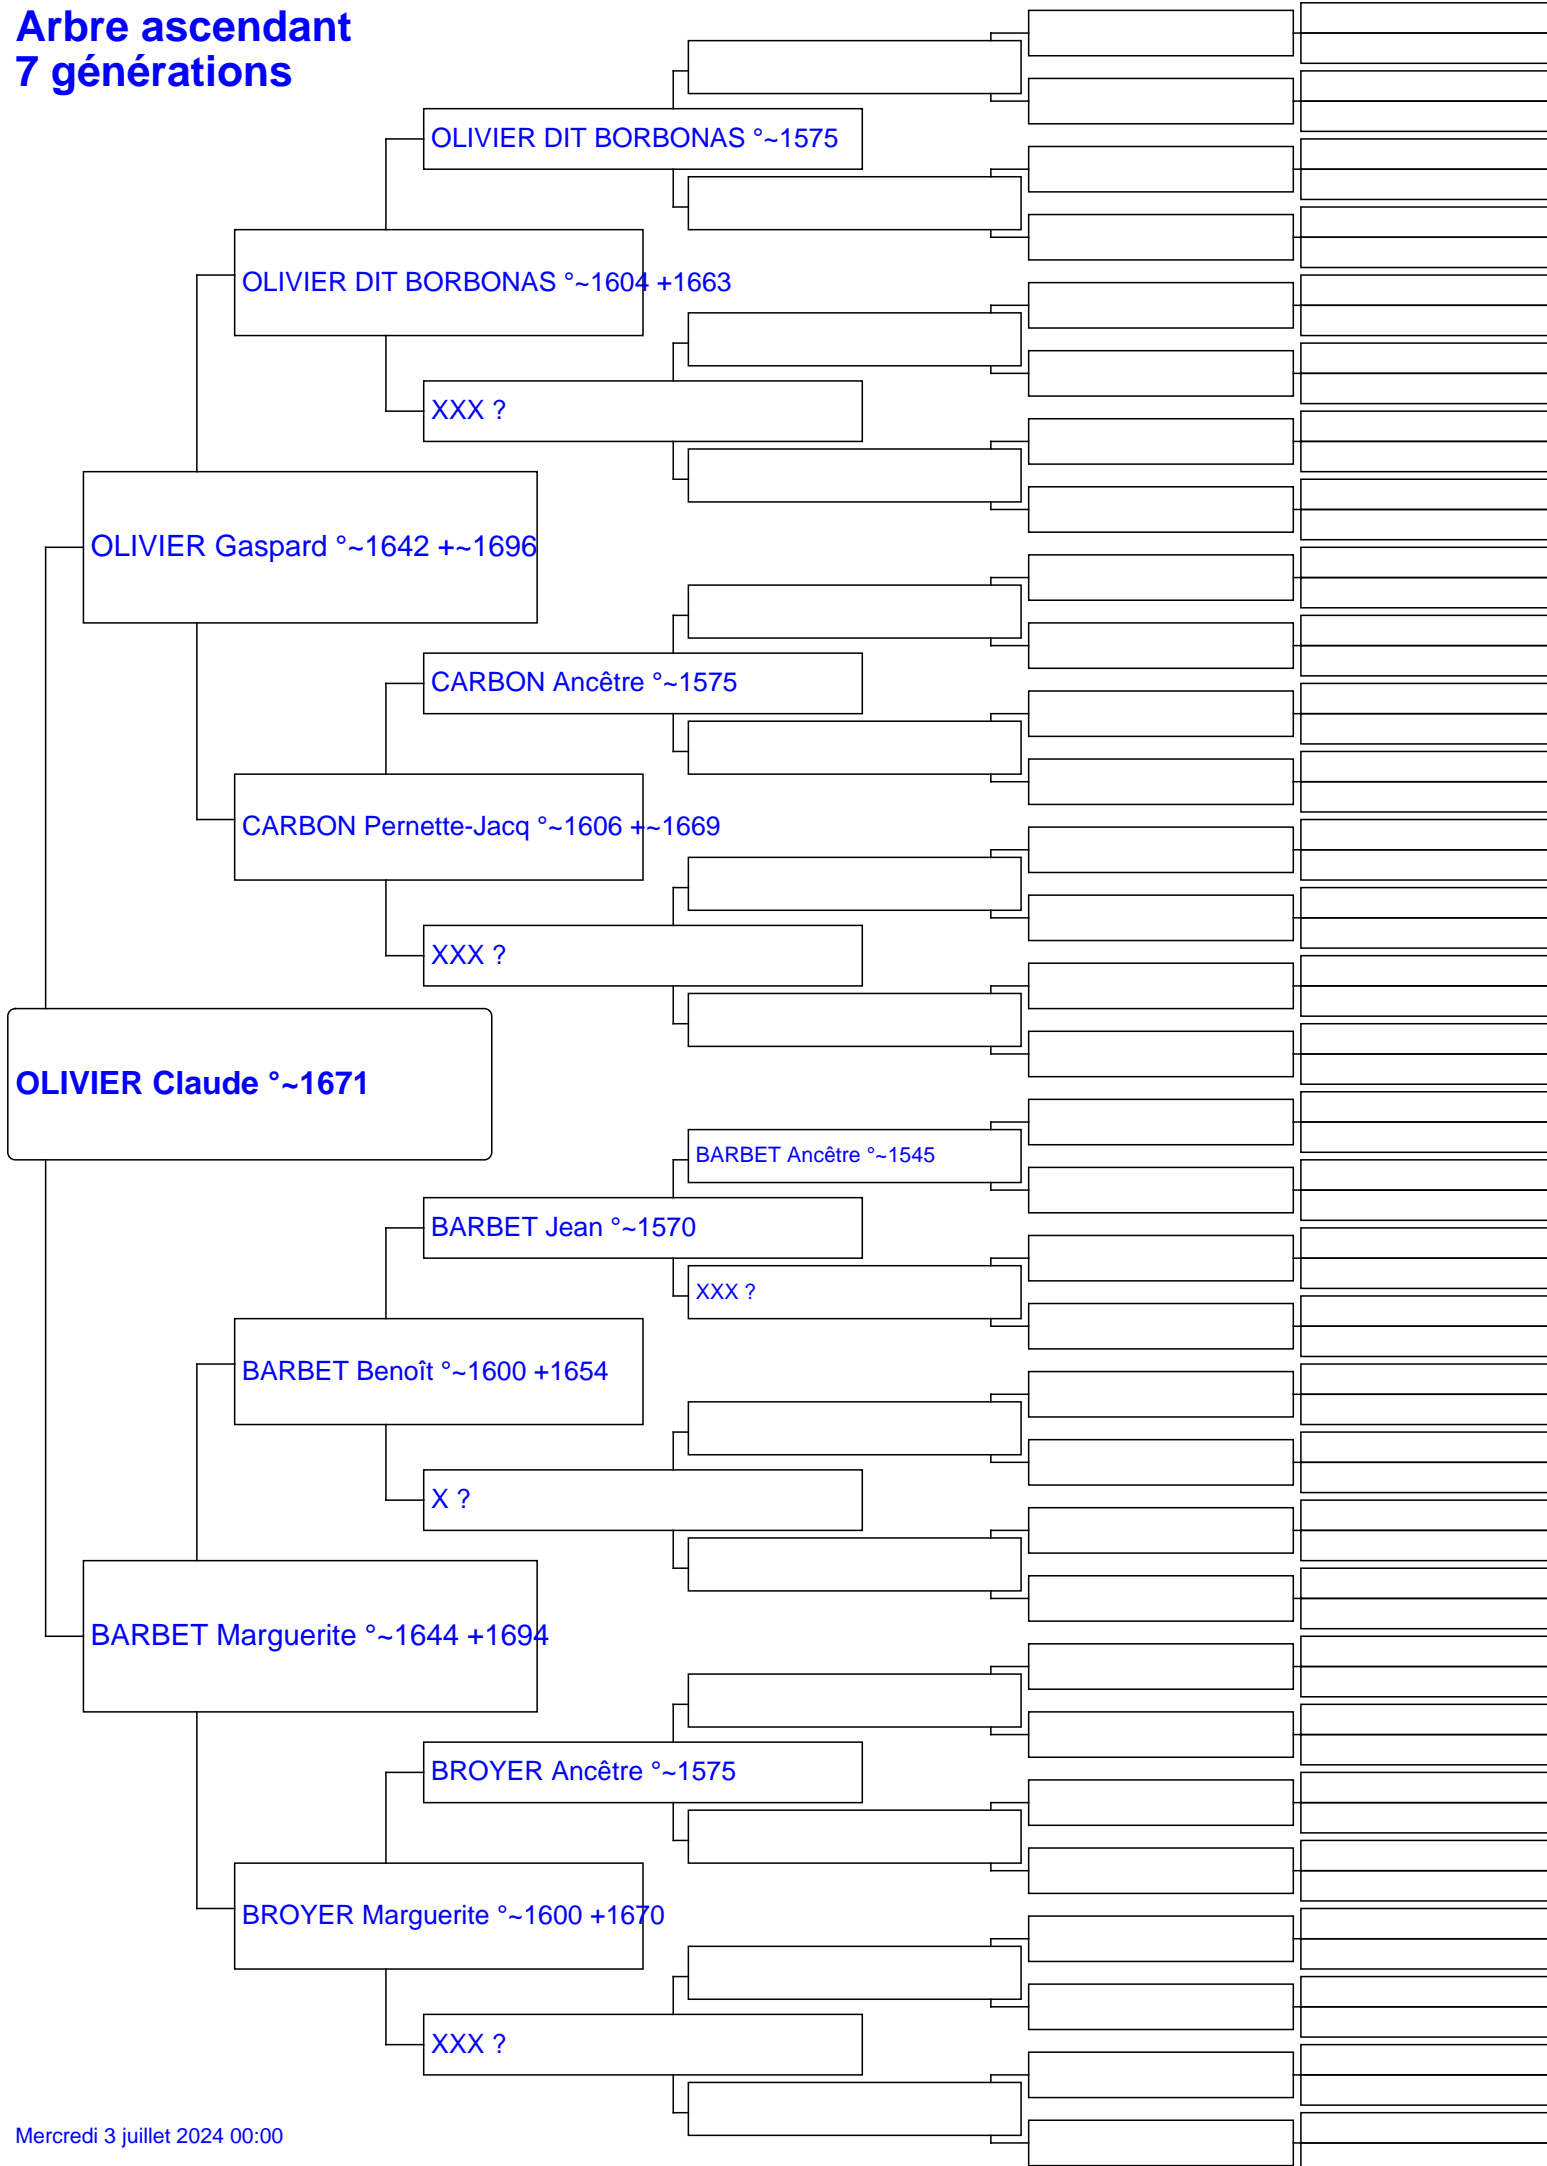 Arbre ascendant
7 générations
OLIVIER DIT BORBONAS °~1575
OLIVIER DIT BORBONAS °~1604 +1663
XXX ?
OLIVIER Gaspard °~1642 +~1696
CARBON Ancêtre °~1575
CARBON Pernette-Jacq °~1606 +~1669
XXX ?
OLIVIER Claude °~1671
BARBET Ancêtre °~1545
BARBET Jean °~1570
XXX ?
BARBET Benoît °~1600 +1654
X ?
BARBET Marguerite °~1644 +1694
BROYER Ancêtre °~1575
BROYER Marguerite °~1600 +1670
XXX ?
Mercredi 3 juillet 2024 00:00